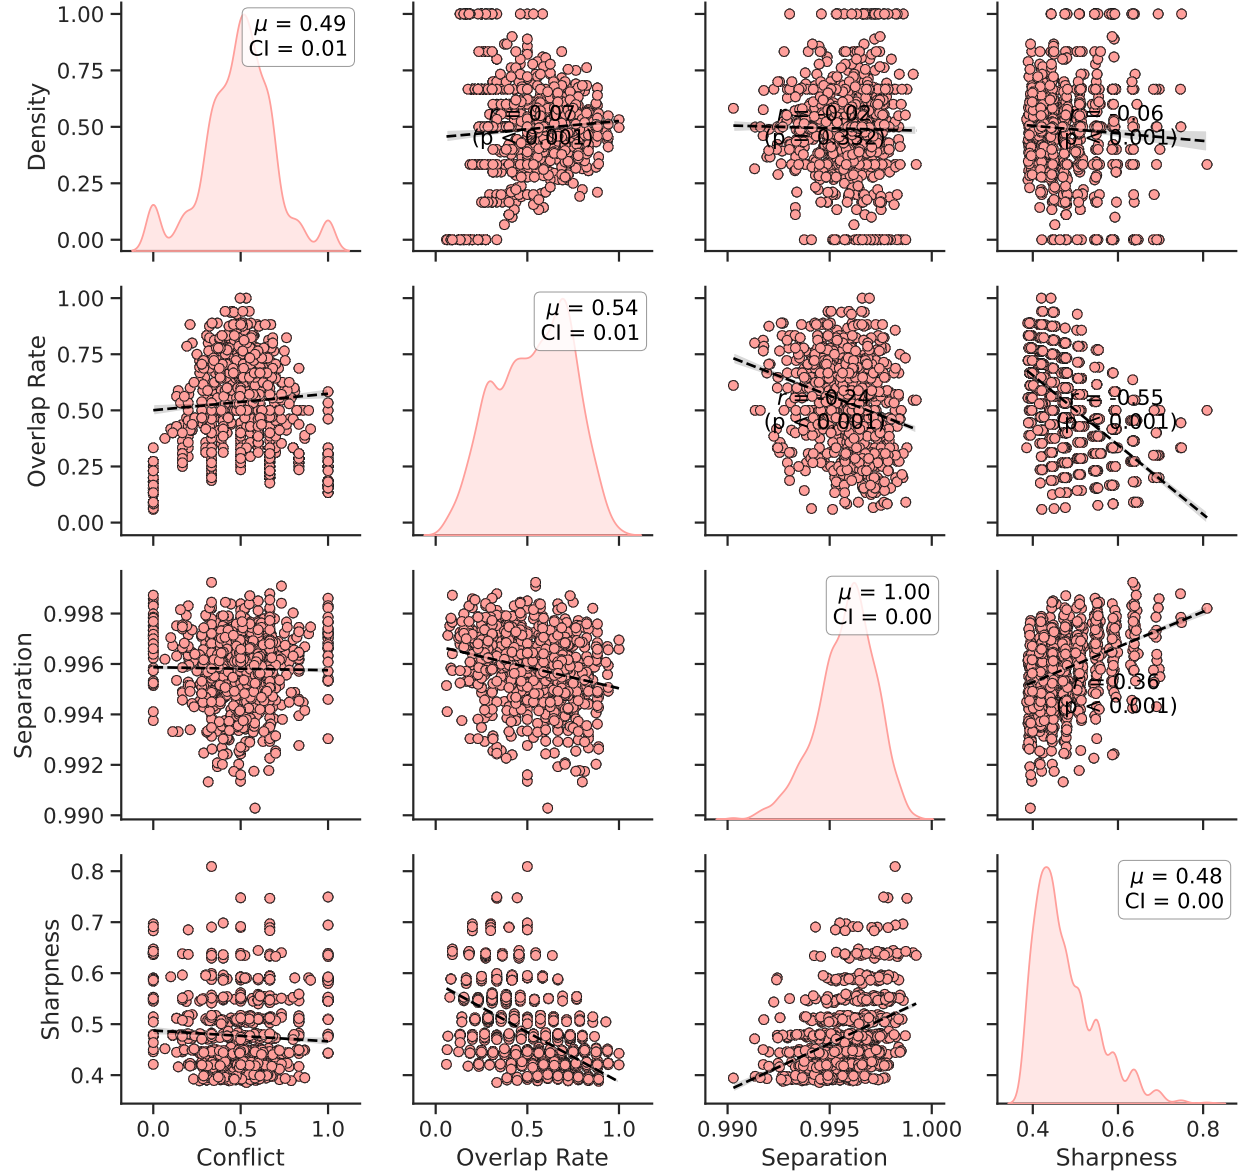 1.00
0.75
0.50
0.25
0.00
Density
μ = 0.49
CI = 0.01
r = 0.07
(p < 0.001)
(p = 0.332)
(p < 0.001)
1.00
0.75
0.50
0.25
0.00
Overlap Rate
μ = 0.54
CI = 0.01
r = -0.24
(p < 0.001)
r = -0.55
(p < 0.001)
0.998
0.996
0.994
0.992
0.990
Separation
μ = 1.00
CI = 0.00
r = 0.36
(p < 0.001)
0.8
0.7
0.6
0.5
0.4
Sharpness
μ = 0.48
CI = 0.00
0.0 0.5 1.0
0.0 0.5 1.0
0.990 0.995 1.000
0.4 0.6 0.8
Conflict
Overlap Rate
Separation
Sharpness